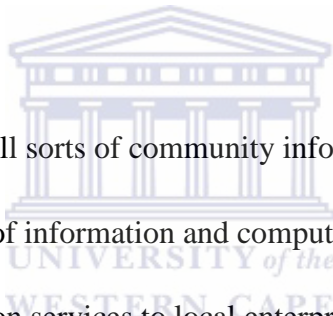 ll sorts of community info
of information and comput
UNIVERSITY of the
WESTERN CAPE
on services to local enterpr